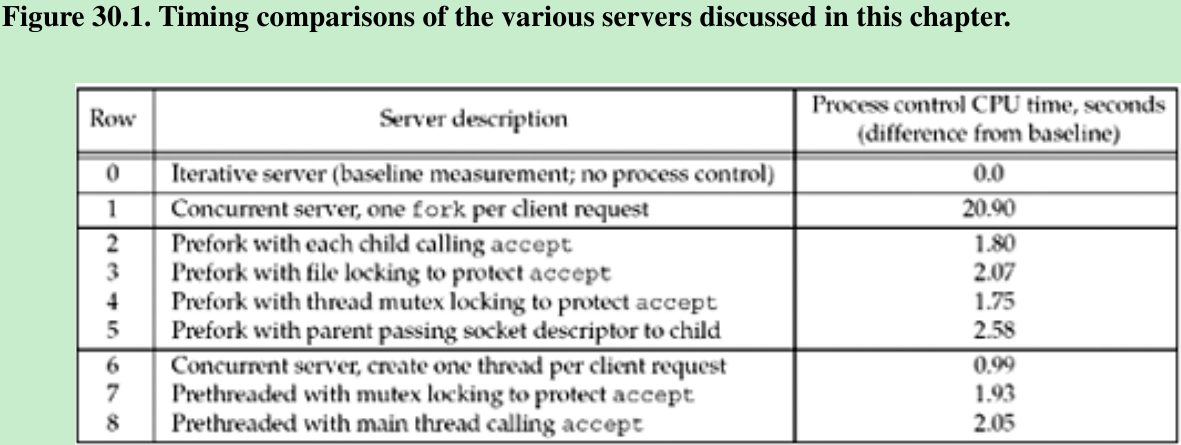 Figure 30.1. Timing comparisons of the various servers discussed in this chapter.
Row Server description Process control CPU time, seconds
(difference from baseline)
0 Iterative server (baseline measurement; no process control) 0.0
1 Concurrent server, one fork per client request 20.90
2 Prefork with each child calling accept 1.80
3 Prefork with file locking to protect accept 2.07
4 Prefork with thread mutex locking to protect accept 1.75
5 Prefork with parent passing socket descriptor to child 2.58
6 Concurrent server, create one thread per client request 0.99
7 Prethreaded with mutex locking to protect accept 1.93
8 Prethreaded with main thread calling accept 2.05